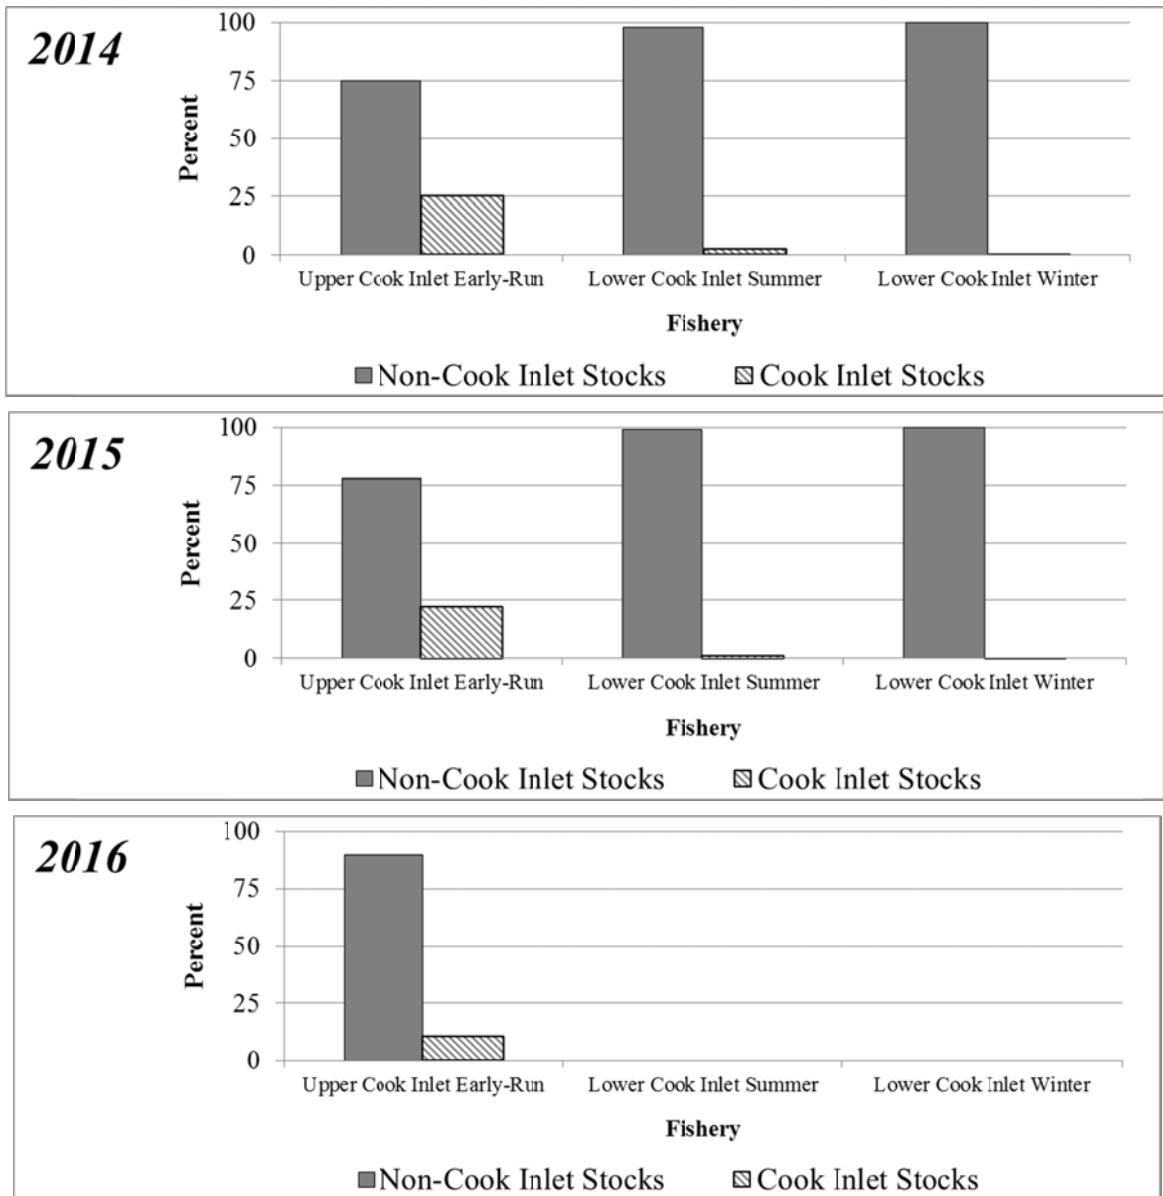 2014
100
75
50
25
0
Percent
Upper Cook Inlet Early-Run Lower Cook Inlet Summer Lower Cook Inlet Winter
Fishery
Non-Cook Inlet Stocks Cook Inlet Stocks
2015
100
75
50
25
0
Percent
Upper Cook Inlet Early-Run Lower Cook Inlet Summer Lower Cook Inlet Winter
Fishery
Non-Cook Inlet Stocks Cook Inlet Stocks
2016
100
75
50
25
0
Percent
Upper Cook Inlet Early-Run Lower Cook Inlet Summer Lower Cook Inlet Winter
Fishery
Non-Cook Inlet Stocks Cook Inlet Stocks